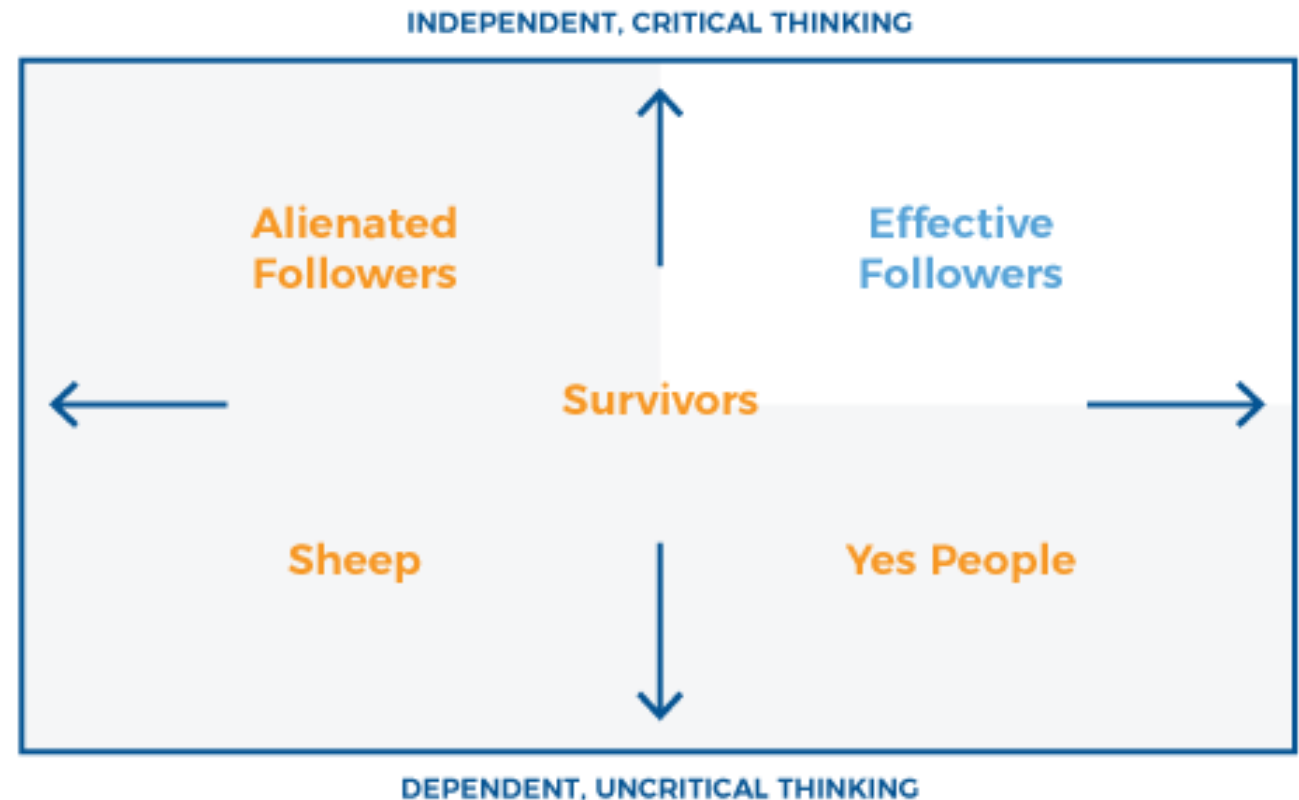 INDEPENDENT, CRITICAL THINKING
Alienated
Followers
Effective
Followers
Survivors
Sheep
Yes People
DEPENDENT, UNCRITICAL THINKING